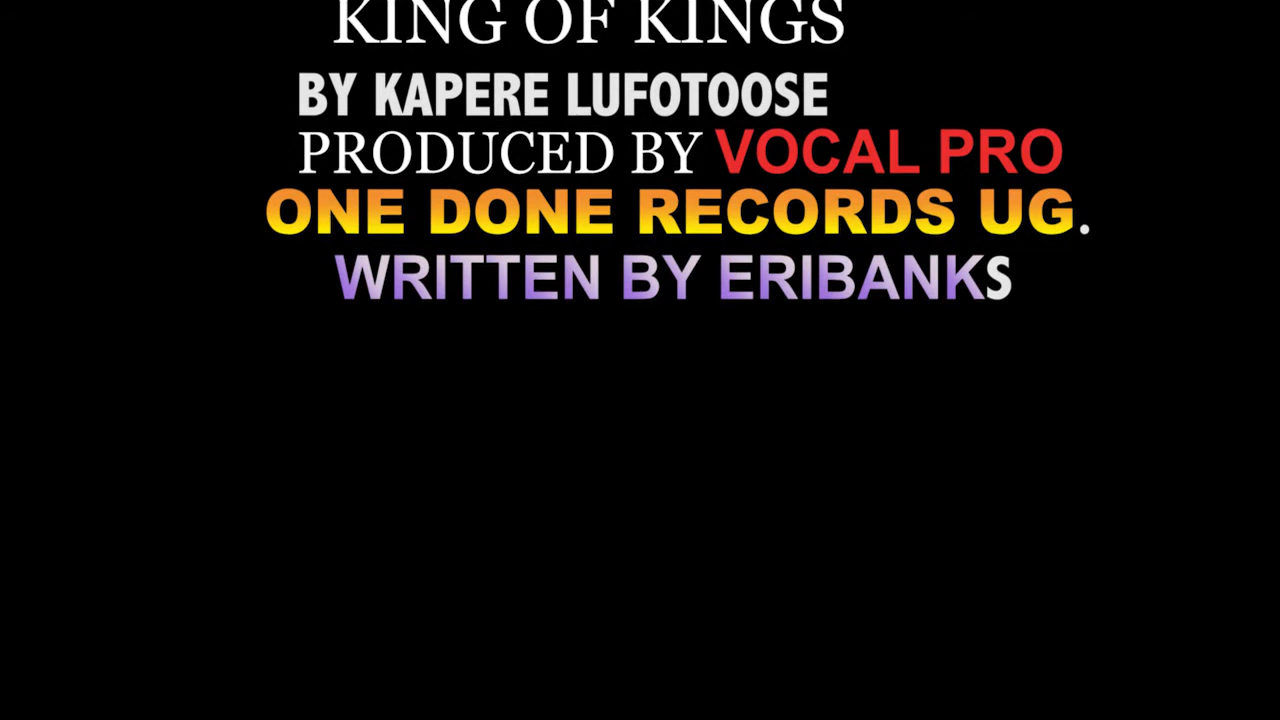 KING OF KINGS
BY KAPERE LUFOTOOSE
PRODUCED BY VOCAL PRO
ONE DONE RECORDS UG.
WRITTEN BY ERIBANKS